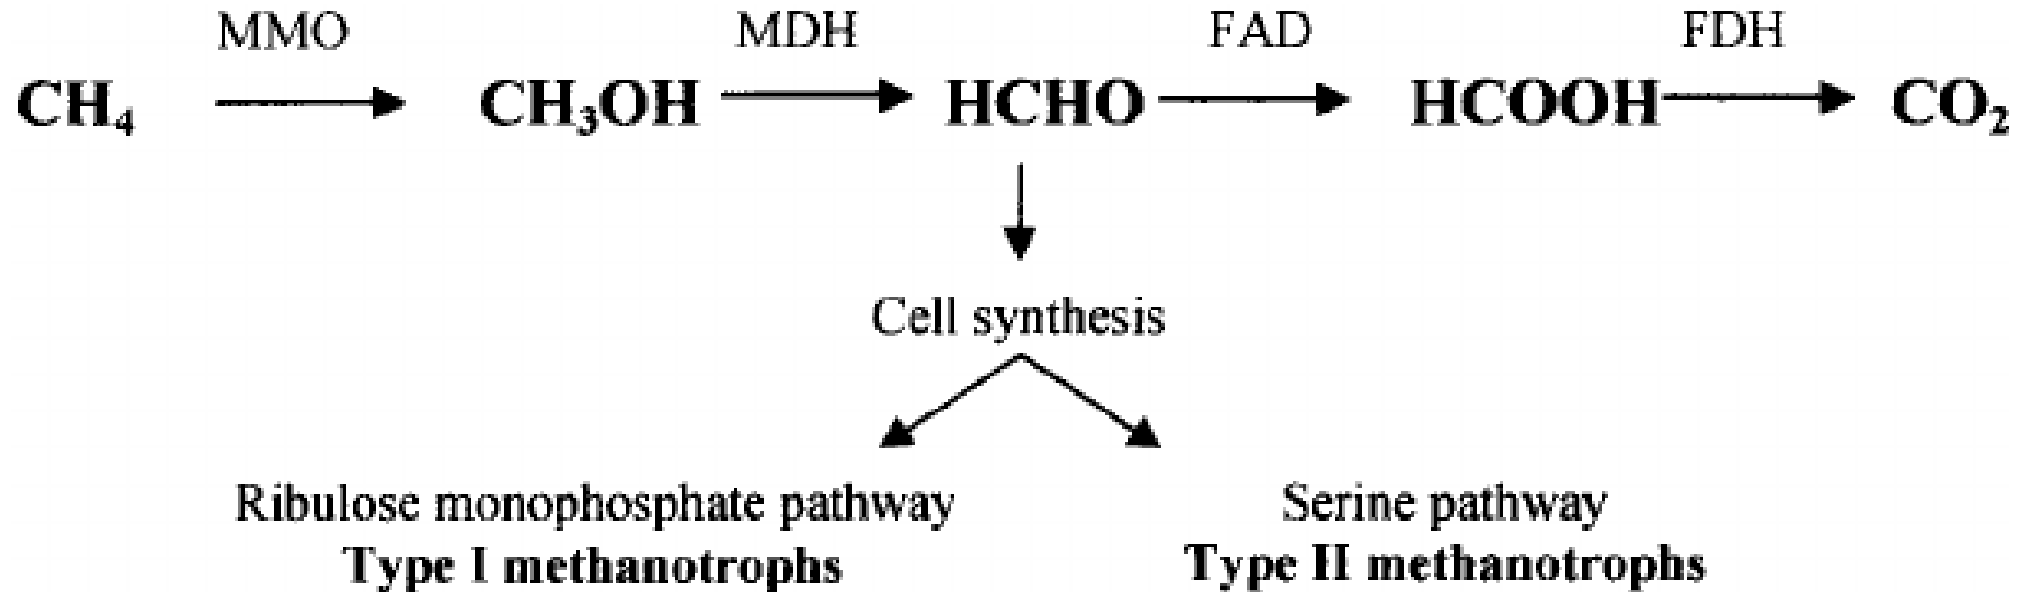 MMO MDH FAD FDH
CH₄ CH₃OH HCHO HCOOH CO₂
Cell synthesis
Ribulose monophosphate pathway Serine pathway
Type I methanotrophs Type II methanotrophs